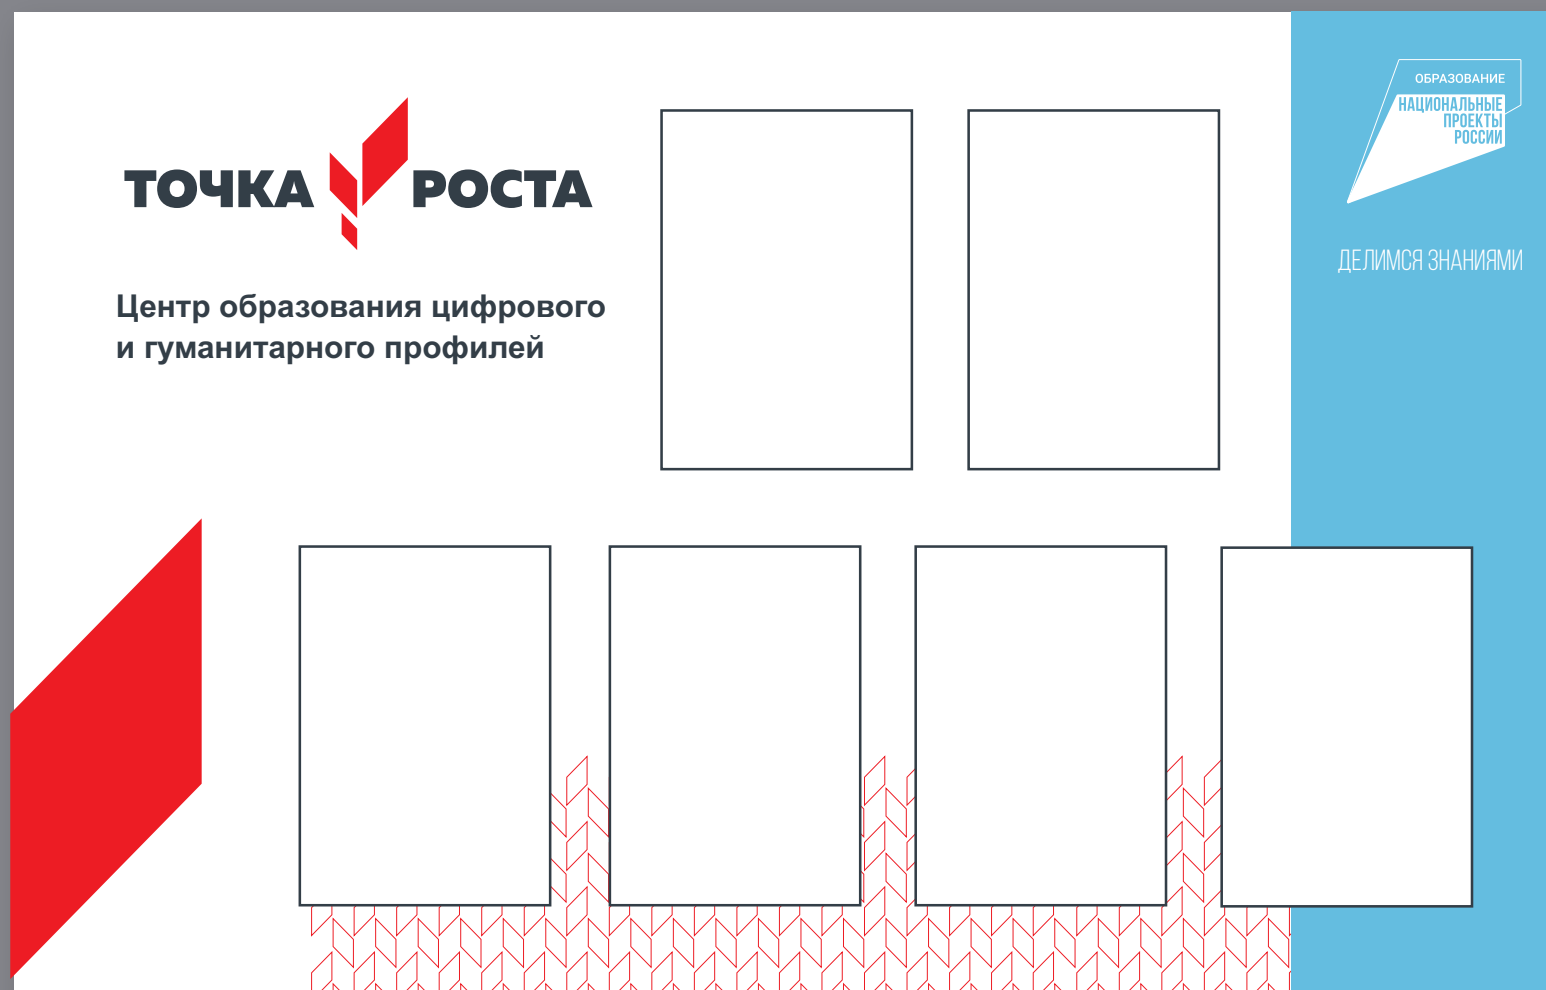 ТОЧКА РОСТА
Центр образования цифрового
и гуманитарного профилей
ОБРАЗОВАНИЕ
НАЦИОНАЛЬНЫЕ
ПРОЕКТЫ
РОССИИ
ДЕЛИМСЯ ЗНАНИЯМИ